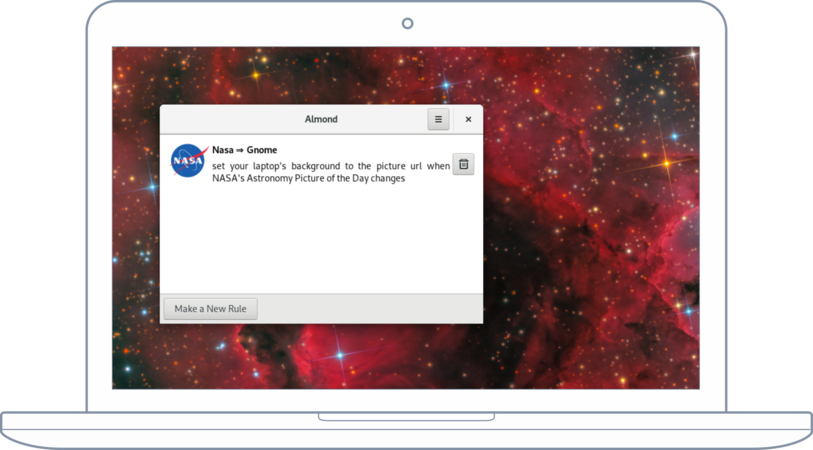 Almond
Nasa ⇒ Gnome
NASA
set your laptop's background to the picture url when
NASA's Astronomy Picture of the Day changes
Make a New Rule